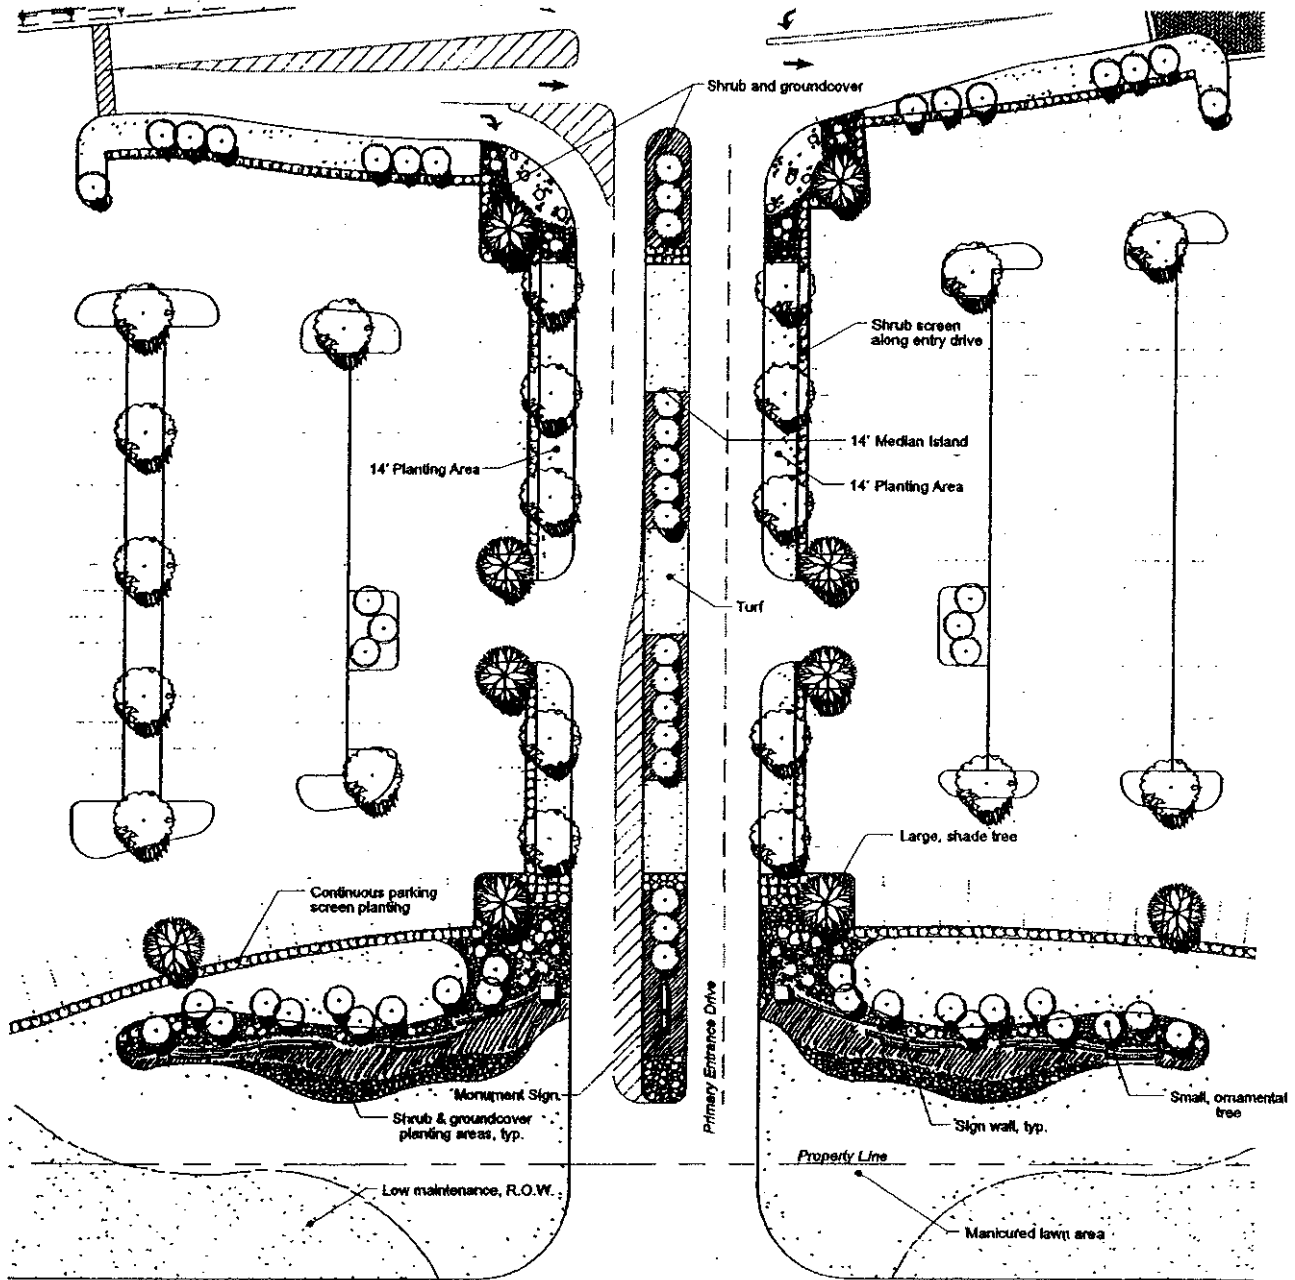 Shrub and groundcover
Shrub screen
along entry drive
14' Median Island
14' Planting Area
14' Planting Area
Turf
Large, shade tree
Continuous parking
screen planting
Primary Entrance Drive
Monument Sign
Shrub & groundcover
planting areas, typ.
Small, ornamental
tree
Sign wall, typ.
Property Line
Low maintenance, R.O.W.
Manicured lawn area